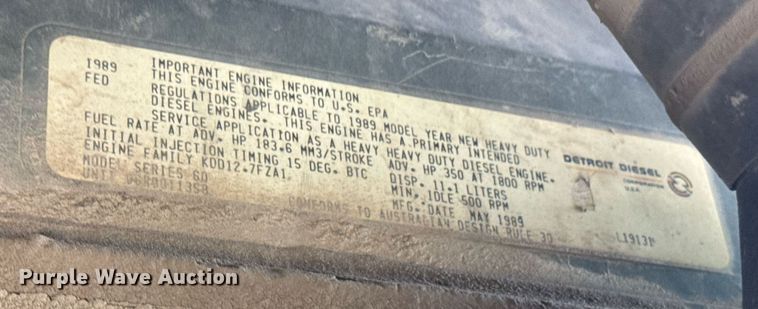 1989 IMPORTANT ENGINE INFORMATION
FED THIS ENGINE CONFORMS TO U.S. EPA
REGULATIONS APPLICABLE TO 1989 MODEL YEAR NEW HEAVY DUTY
DIESEL ENGINES. THIS ENGINE HAS A PRIMARY INTENDED
SERVICE APPLICATION AS A HEAVY HEAVY DUTY DIESEL ENGINE.
FUEL RATE AT ADV. HP 183.6 MM3/STROKE ADV. HP 350 AT 1800 RPM
INITIAL INJECTION TIMING 15 DEG. BTC DISP. 11.1 LITERS
ENGINE FAMILY KDD12.7FZA1 MIN. IDLE 500 RPM
MODEL SERIES 60 MFG. DATE MAY 1989
UNIT
CONFORMS TO AUSTRALIAN DESIGN RULE 30
DETROIT DIESEL
CORPORATION
U.S.A.
L19131
Purple Wave Auction